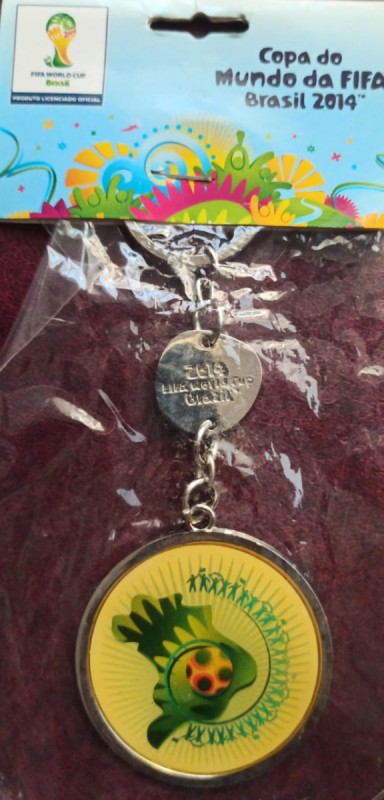 FIFA WORLD CUP
BRASIL
PRODUTO LICENCIADO OFICIAL
Copa do
Mundo da FIFA
Brasil 2014™
2014
FIFA World Cup
Brazil